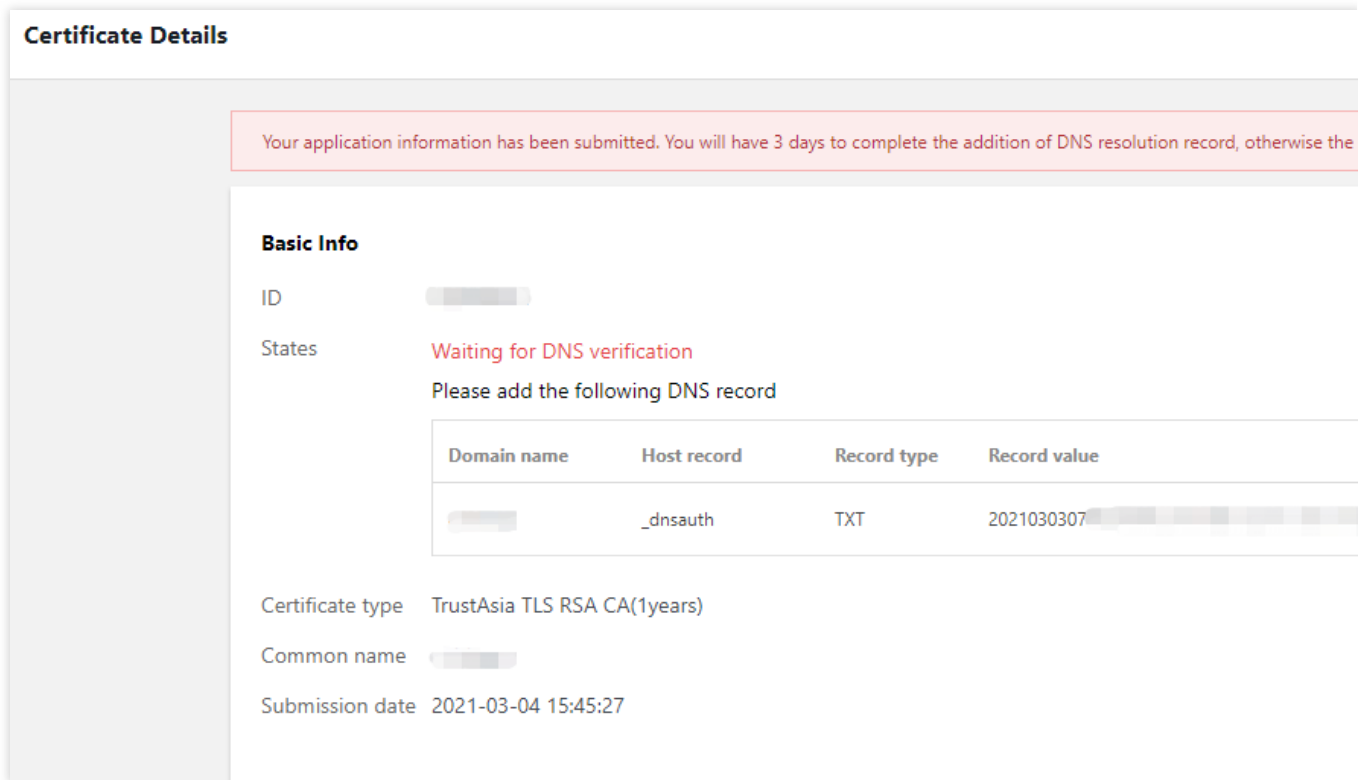 Certificate Details
Your application information has been submitted. You will have 3 days to complete the addition of DNS resolution record, otherwise the
Basic Info
ID
States Waiting for DNS verification
Please add the following DNS record
Domain name Host record Record type Record value
_dnsauth TXT 2021030307
Certificate type TrustAsia TLS RSA CA(1years)
Common name
Submission date 2021-03-04 15:45:27